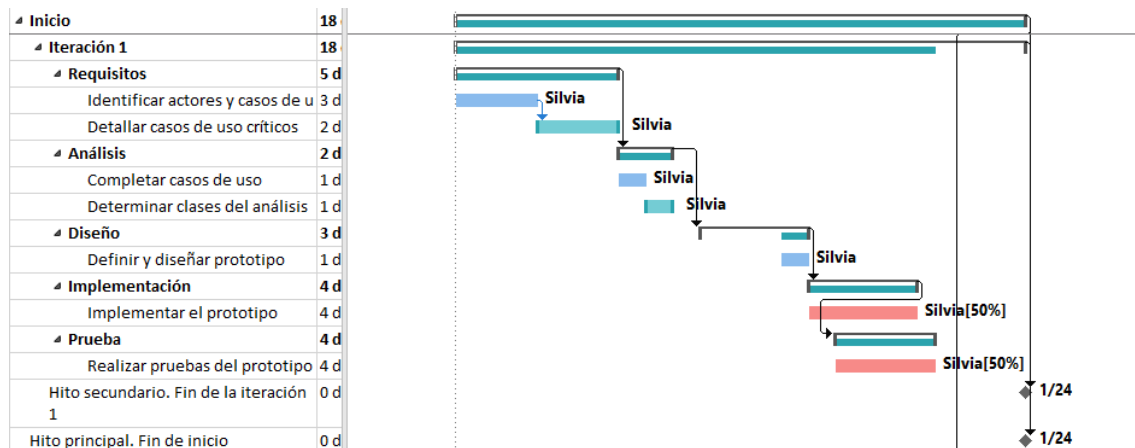 Inicio 18
Iteración 1 18
Requisitos 5 d
Identificar actores y casos de u 3 d Silvia
Detallar casos de uso críticos 2 d Silvia
Análisis 2 d
Completar casos de uso 1 d Silvia
Determinar clases del análisis 1 d Silvia
Diseño 3 d
Definir y diseñar prototipo 1 d Silvia
Implementación 4 d
Implementar el prototipo 4 d Silvia[50%]
Prueba 4 d
Realizar pruebas del prototipo 4 d Silvia[50%]
Hito secundario. Fin de la iteración 0 d 1/24
1
Hito principal. Fin de inicio 0 d 1/24